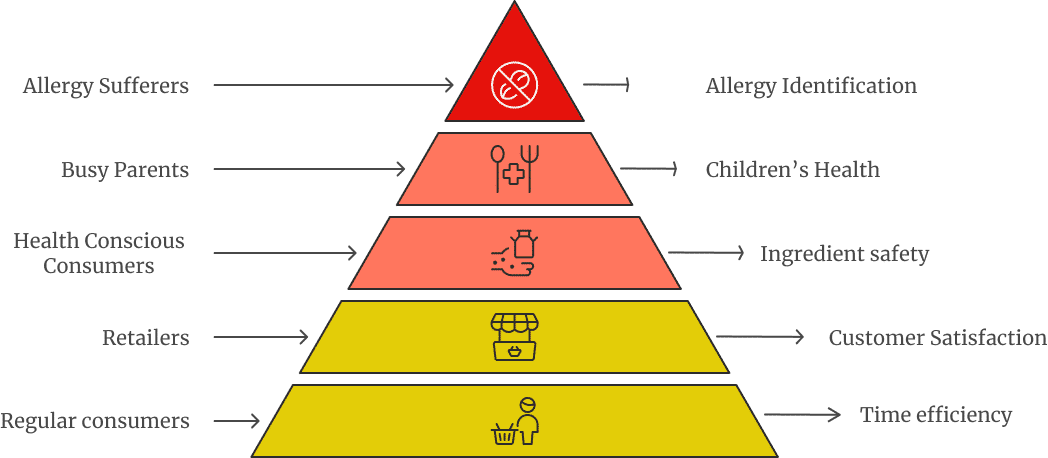 Allergy Sufferers
Allergy Identification
Busy Parents
Children’s Health
Health Conscious
Consumers
Ingredient safety
Retailers
Customer Satisfaction
Regular consumers
Time efficiency